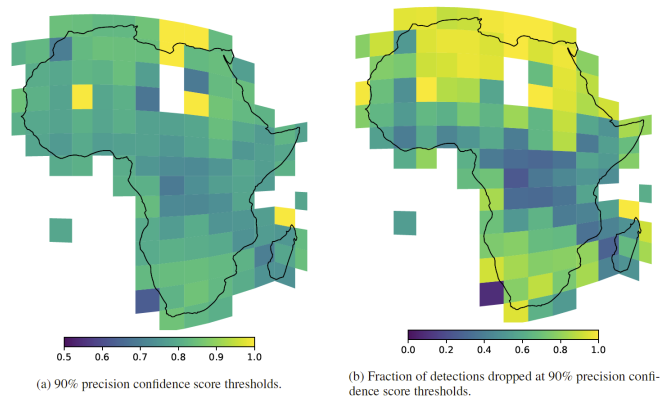 0.5 0.6 0.7 0.8 0.9 1.0
(a) 90% precision confidence score thresholds.
0.0 0.2 0.4 0.6 0.8 1.0
(b) Fraction of detections dropped at 90% precision confi-
dence score thresholds.